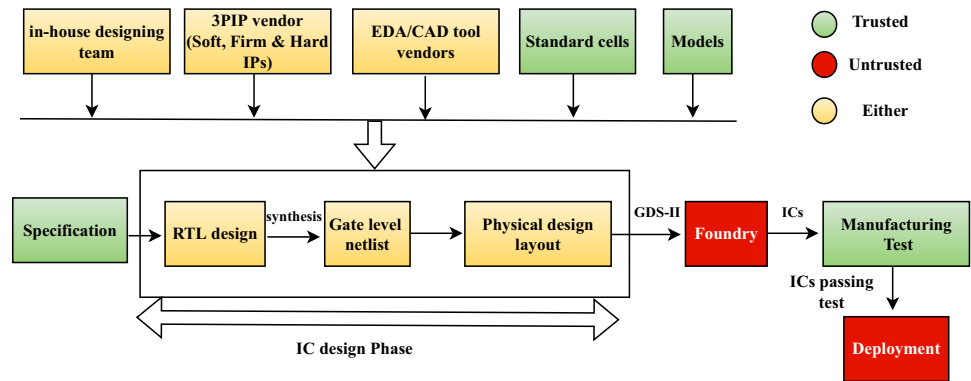 in-house designing
team
3PIP vendor
(Soft, Firm & Hard
IPs)
EDA/CAD tool
vendors
Standard cells
Models
Trusted
Untrusted
Either
Specification
RTL design
synthesis
Gate level
netlist
Physical design
layout
GDS-II
Foundry
ICs
Manufacturing
Test
ICs passing
test
Deployment
IC design Phase